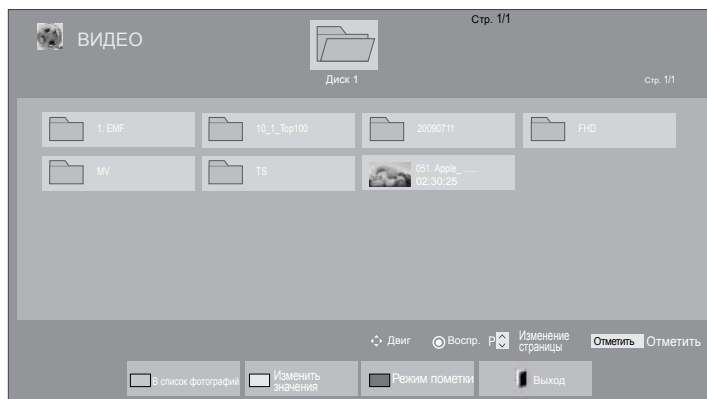 Стр. 1/1
ВИДЕО
Диск 1
Стр. 1/1
1. EMF
10_1_Top100
20090711
FHD
MV
TS
051. Apple_ ......
02:30:25
Двиг
Воспр.
P
Изменение
страницы
Отметить
Отметить
В список фотографий
Изменить
значения
Режим пометки
Выход